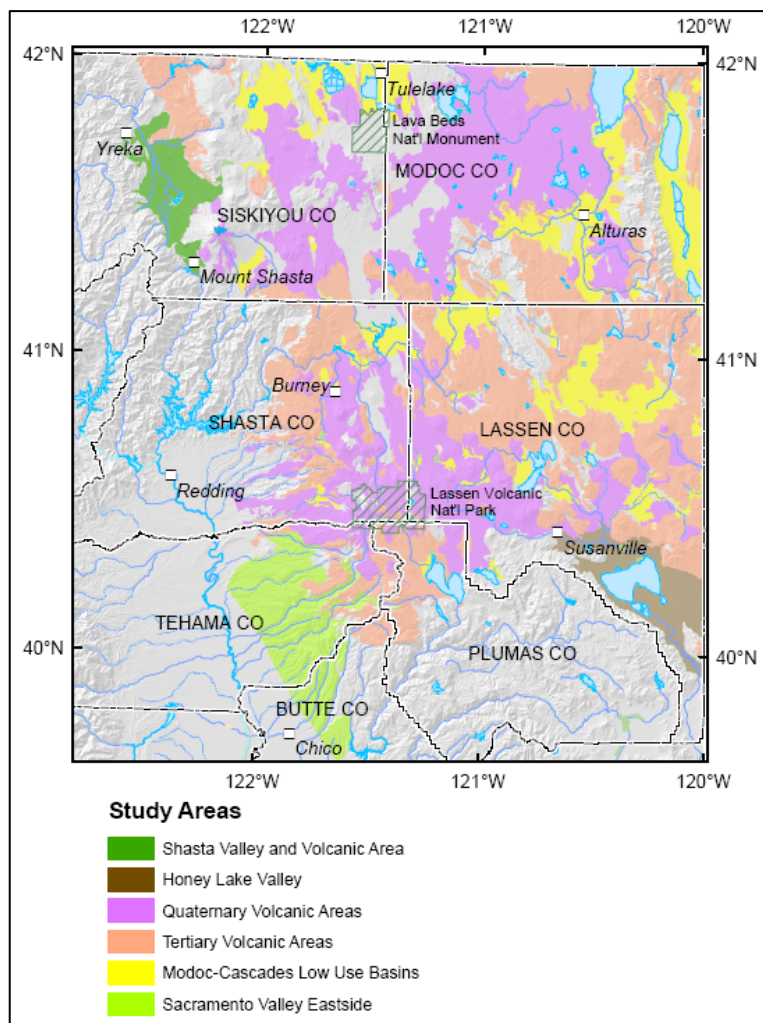 122°W 121°W 120°W
42°N 42°N
Tulelake
Yreka
Lava Beds
Nat'l Monument
MODOC CO
SISKIYOU CO
Alturas
Mount Shasta
41°N 41°N
Burney
SHASTA CO LASSEN CO
Redding
Lassen Volcanic
Nat'l Park
Susanville
TEHAMA CO
40°N 40°N
PLUMAS CO
BUTTE CO
Chico
122°W 121°W 120°W
Study Areas
Shasta Valley and Volcanic Area
Honey Lake Valley
Quaternary Volcanic Areas
Tertiary Volcanic Areas
Modoc-Cascades Low Use Basins
Sacramento Valley Eastside